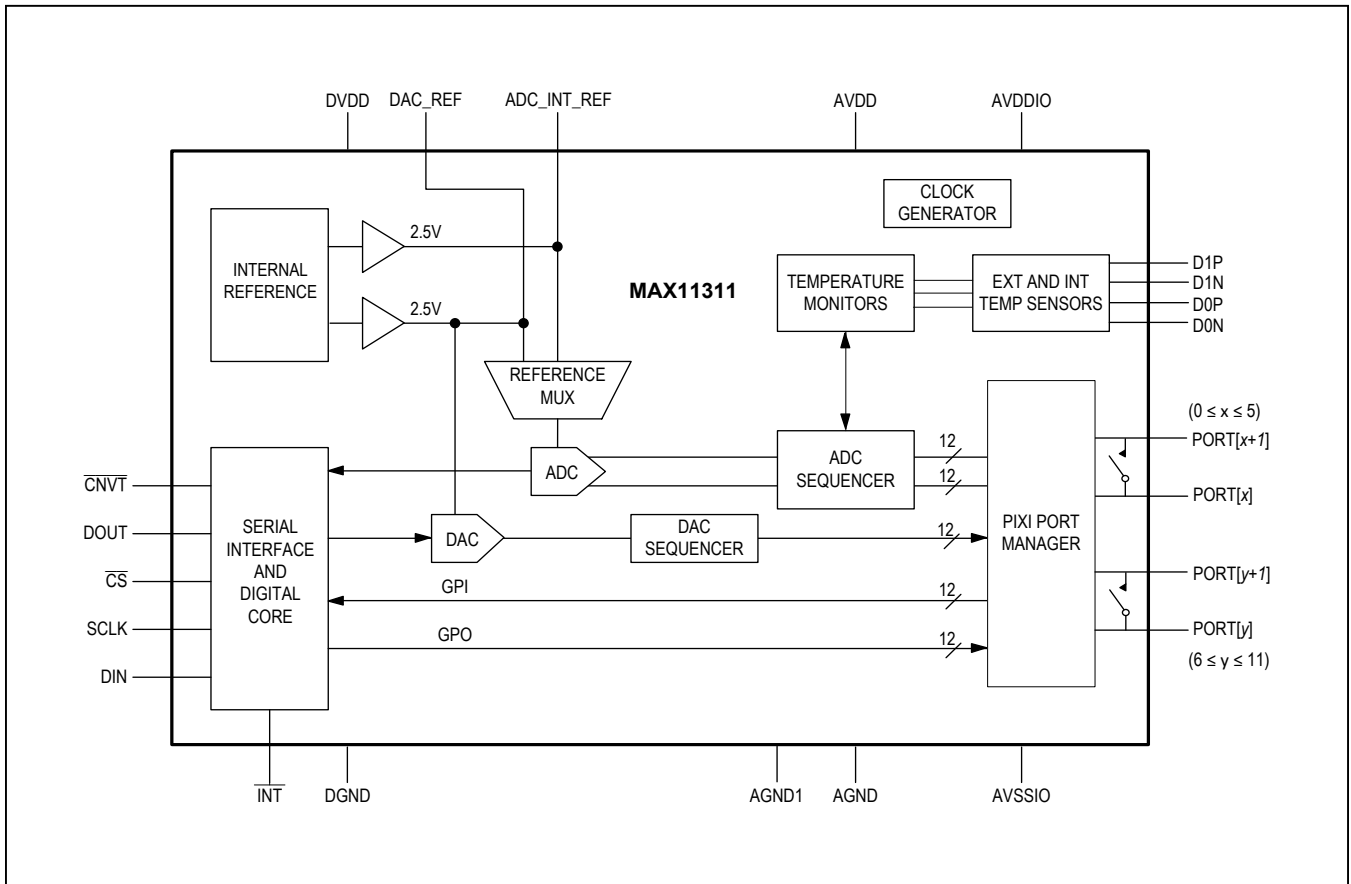 DVDD
DAC_REF
ADC_INT_REF
AVDD
AVDDIO
CLOCK
GENERATOR
2.5V
INTERNAL
REFERENCE
2.5V
MAX11311
TEMPERATURE
MONITORS
EXT AND INT
TEMP SENSORS
D1P
D1N
D0P
D0N
REFERENCE
MUX
(0 ≤ x ≤ 5)
PORT[x+1]
PORT[x]
ADC
ADC
SEQUENCER
12
12
CNVT
DOUT
CS
SCLK
DIN
SERIAL
INTERFACE
AND
DIGITAL
CORE
DAC
DAC
SEQUENCER
12
PIXI PORT
MANAGER
GPI
12
GPO
12
PORT[y+1]
PORT[y]
(6 ≤ y ≤ 11)
INT
DGND
AGND1
AGND
AVSSIO